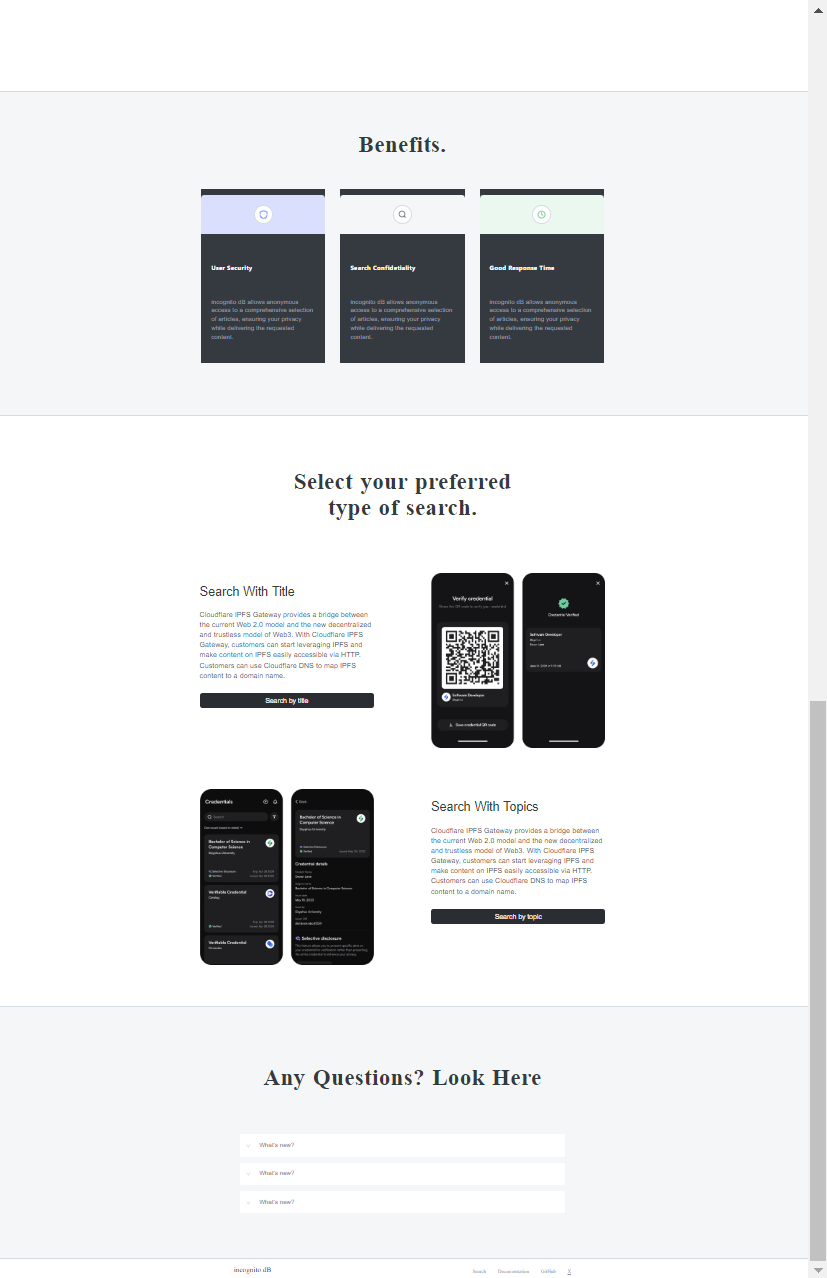 Benefits.
User Security
incognito dB allows anonymous
access to a comprehensive selection
of articles, ensuring your privacy
while delivering the requested
content.
Search Confidetiality
incognito dB allows anonymous
access to a comprehensive selection
of articles, ensuring your privacy
while delivering the requested
content.
Good Response Time
incognito dB allows anonymous
access to a comprehensive selection
of articles, ensuring your privacy
while delivering the requested
content.
Select your preferred
type of search.
Search With Title
Cloudflare IPFS Gateway provides a bridge between
the current Web 2.0 model and the new decentralized
and trustless model of Web3. With Cloudflare IPFS
Gateway, customers can start leveraging IPFS and
make content on IPFS easily accessible via HTTP.
Customers can use Cloudflare DNS to map IPFS
content to a domain name.
Search by title
Verify credential
Software Developer
Save credential QR code
Credential Verified
Software Developer
Credentials
Search
Bachelor of Science in
Computer Science
Verified
Verifiable Credential
Verifiable Credential
Back
Bachelor of Science in
Computer Science
Verified
Credential details
Bachelor of Science in Computer Science
Selective disclosure
Search With Topics
Cloudflare IPFS Gateway provides a bridge between
the current Web 2.0 model and the new decentralized
and trustless model of Web3. With Cloudflare IPFS
Gateway, customers can start leveraging IPFS and
make content on IPFS easily accessible via HTTP.
Customers can use Cloudflare DNS to map IPFS
content to a domain name.
Search by topic
Any Questions? Look Here
What's new?
What's new?
What's new?
incognito dB
Search Documentation GitHub X